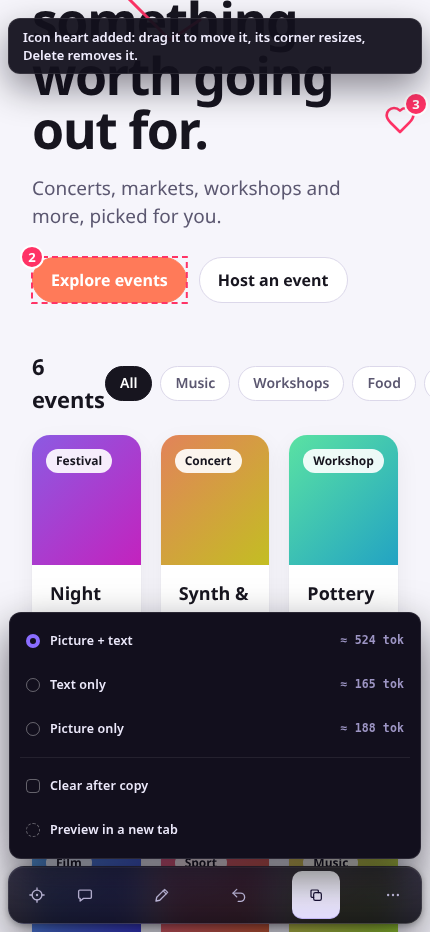 something
Icon heart added: drag it to move it, its corner resizes,
Delete removes it.
worth going
out for.
3
Concerts, markets, workshops and
more, picked for you.
2
Explore events
Host an event
6
events
All
Music
Workshops
Food
Festival
Concert
Workshop
Night
Synth &
Pottery
Picture + text
≈ 524 tok
Text only
≈ 165 tok
Picture only
≈ 188 tok
Clear after copy
Preview in a new tab
Film
Sport
Music